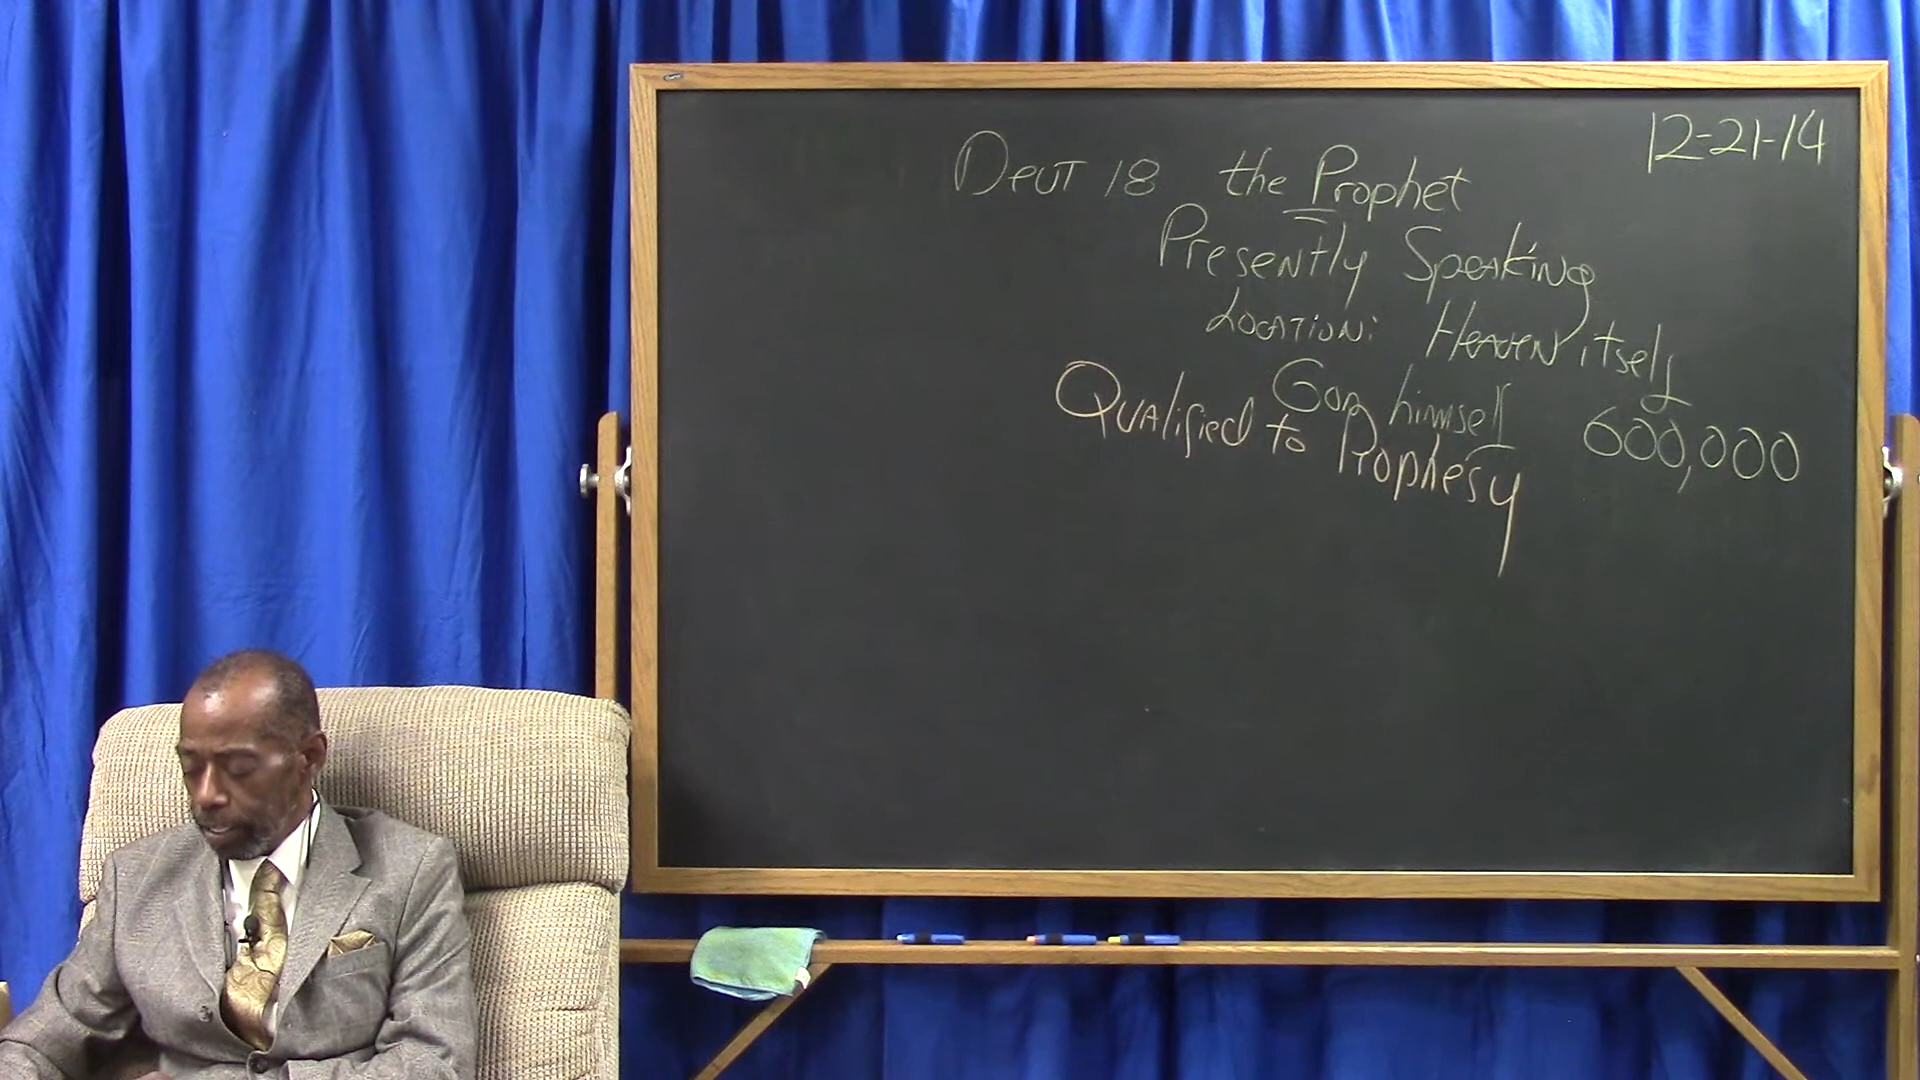 12-21-14
Deut 18 the Prophet
Presently Speaking
Location: Heaven itself
God himself 600,000
Qualified to Prophesy